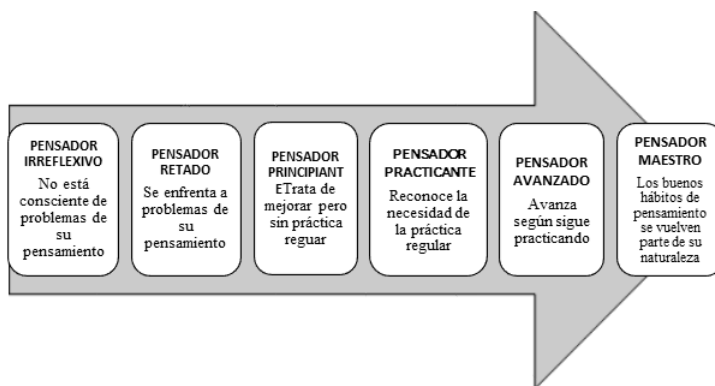 PENSADOR
IRREFLEXIVO
No está
consciente de
problemas de
su
pensamiento
PENSADOR
RETADO
Se enfrenta a
problemas de
su
pensamiento
PENSADOR
PRINCIPIANT
ETrata de
mejorar pero
sin práctica
reguar
PENSADOR
PRACTICANTE
Reconoce la
necesidad de
la práctica
regular
PENSADOR
AVANZADO
Avanza
según sigue
practicando
PENSADOR
MAESTRO
Los buenos
hábitos de
pensamiento
se vuelven
parte de su
naturaleza